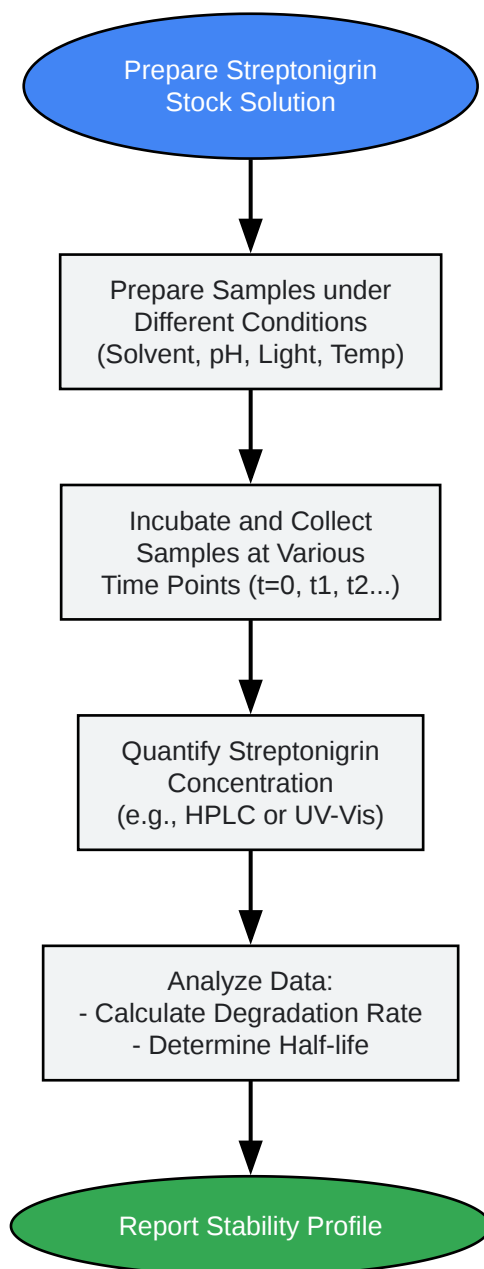 Prepare Streptonigrin
Stock Solution
Prepare Samples under
Different Conditions
(Solvent, pH, Light, Temp)
Incubate and Collect
Samples at Various
Time Points (t=0, t1, t2...)
Quantify Streptonigrin
Concentration
(e.g., HPLC or UV-Vis)
Analyze Data:
- Calculate Degradation Rate
- Determine Half-life
Report Stability Profile